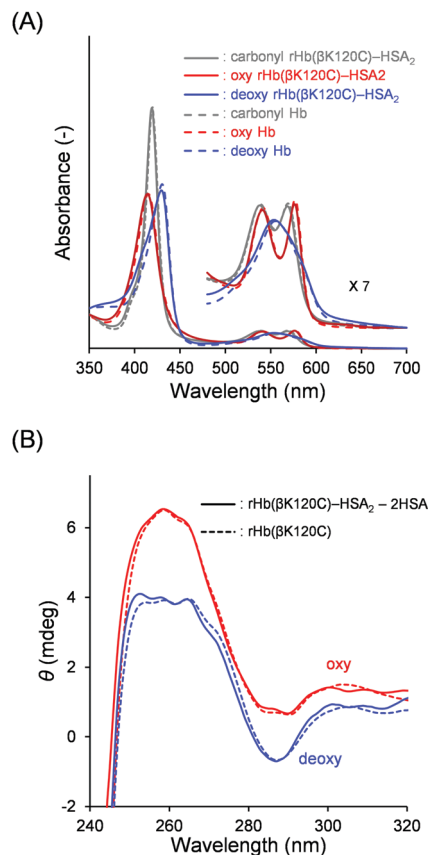 (A)
: carbonyl rHb(βK120C)–HSA₂
: oxy rHb(βK120C)–HSA2
: deoxy rHb(βK120C)–HSA₂
: carbonyl Hb
: oxy Hb
: deoxy Hb
Absorbance (-)
X 7
350 400 450 500 550 600 650 700
Wavelength (nm)
(B)
: rHb(βK120C)–HSA₂ – 2HSA
: rHb(βK120C)
θ (mdeg)
6
4
2
0
-2
oxy
deoxy
240 260 280 300 320
Wavelength (nm)